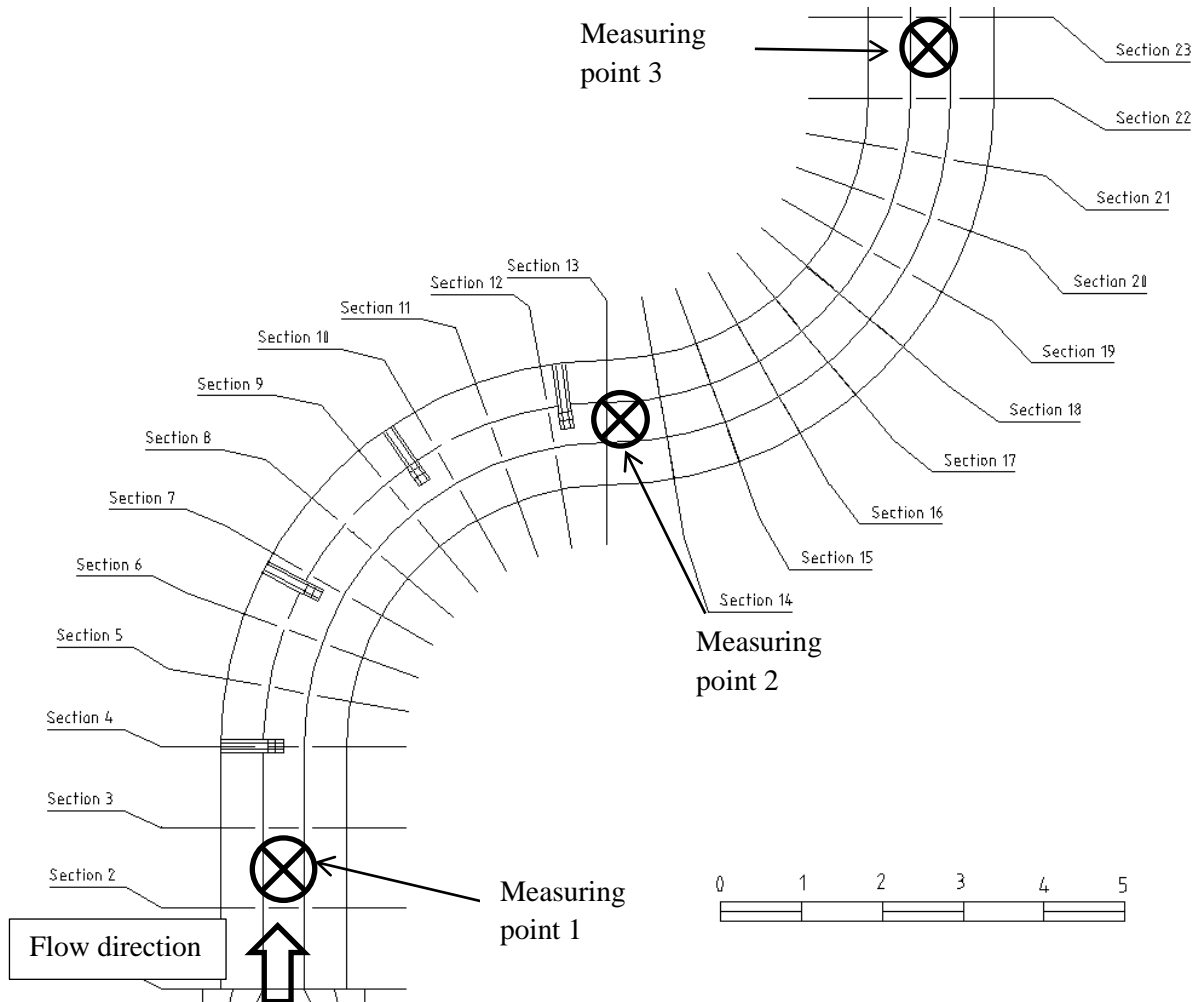 Measuring
point 3
Section 23
Section 22
Section 21
Section 20
Section 19
Section 18
Section 17
Section 16
Section 15
Section 14
Section 13
Section 12
Section 11
Section 10
Section 9
Section 8
Section 7
Section 6
Section 5
Section 4
Section 3
Section 2
Measuring
point 2
Measuring
point 1
Flow direction
0 1 2 3 4 5